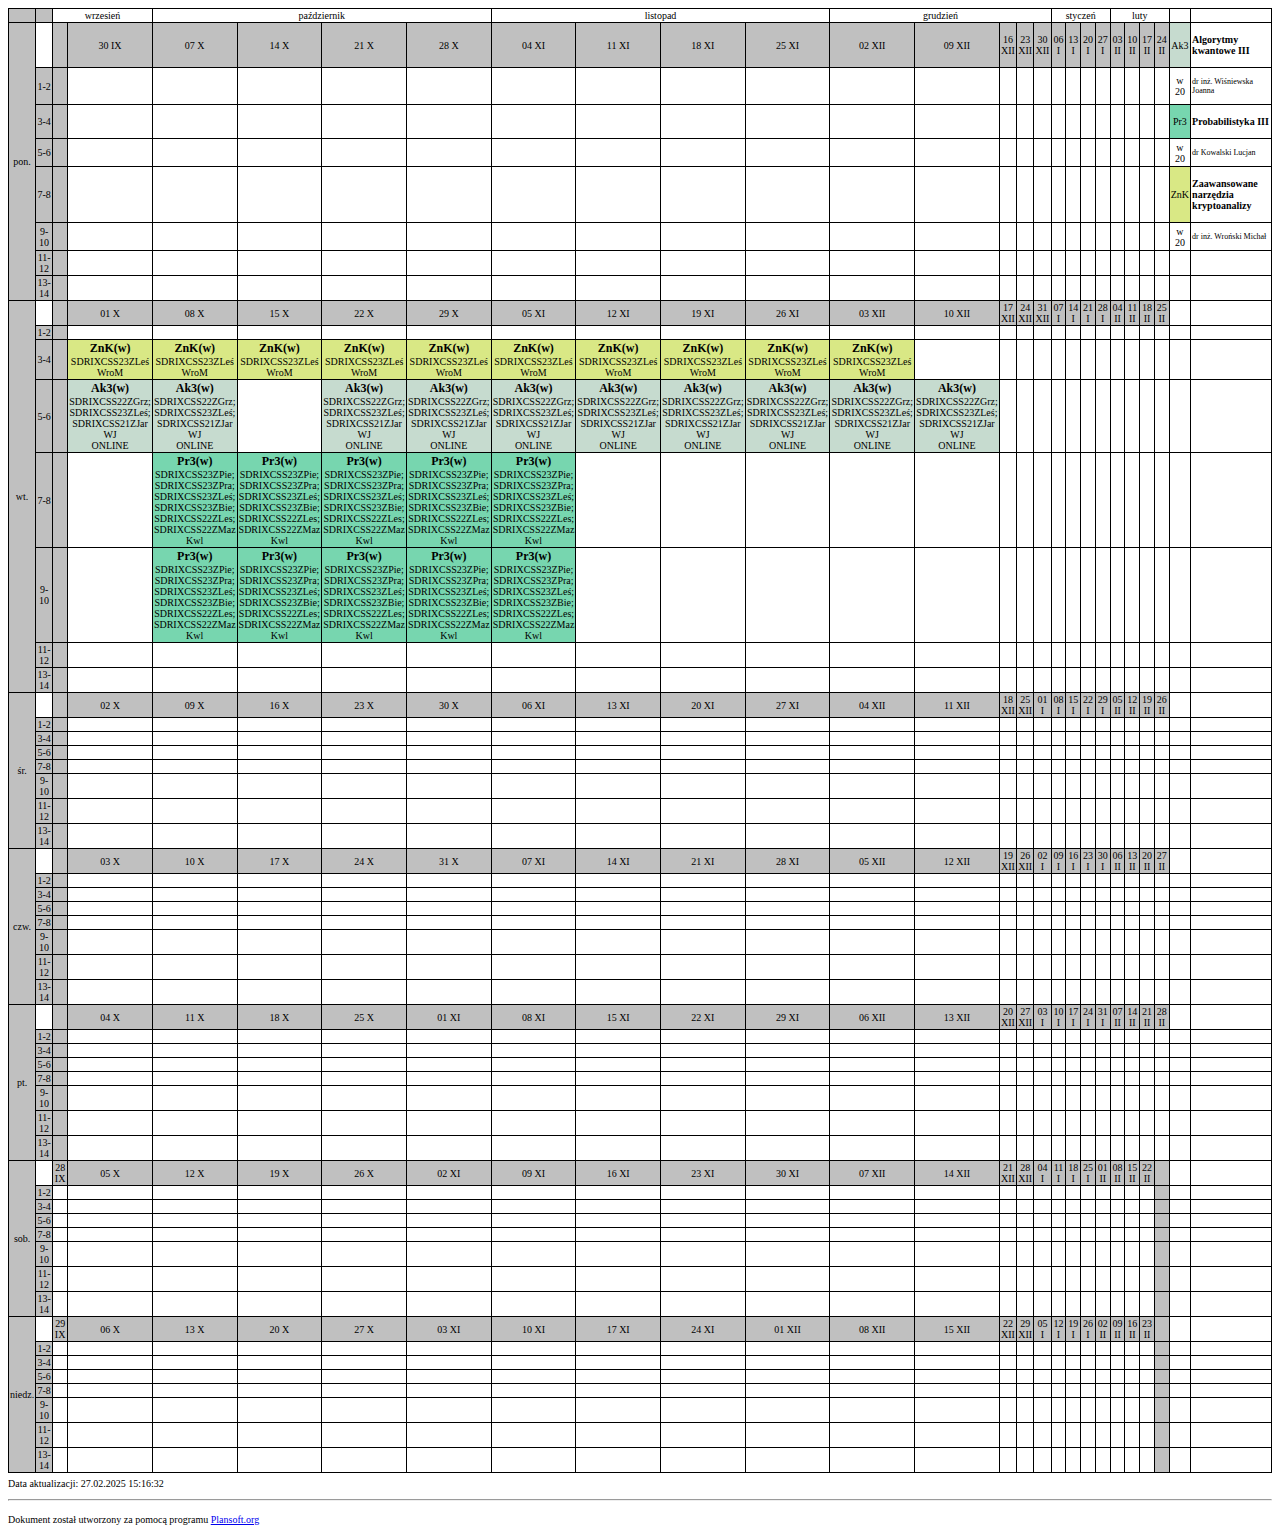 wrzesień październik listopad grudzień styczeń luty
pon. 30 IX 07 X 14 X 21 X 28 X 04 XI 11 XI 18 XI 25 XI 02 XII 09 XII 16 XII 23 XII 30 XII 06 I 13 I 20 I 27 I 03 II 10 II 17 II 24 II Ak3 Algorytmy kwantowe III
1-2 w 20 dr inż. Wiśniewska Joanna
3-4 Pr3 Probabilistyka III
5-6 w 20 dr Kowalski Lucjan
7-8 ZnK Zaawansowane narzędzia kryptoanalizy
9-10 w 20 dr inż. Wroński Michał
11-12
13-14
wt. 01 X 08 X 15 X 22 X 29 X 05 XI 12 XI 19 XI 26 XI 03 XII 10 XII 17 XII 24 XII 31 XII 07 I 14 I 21 I 28 I 04 II 11 II 18 II 25 II
1-2
3-4 ZnK(w) ZnK(w) ZnK(w) ZnK(w) ZnK(w) ZnK(w) ZnK(w) ZnK(w) ZnK(w) ZnK(w)
SDRIXCSS23ZLeś SDRIXCSS23ZLeś SDRIXCSS23ZLeś SDRIXCSS23ZLeś SDRIXCSS23ZLeś SDRIXCSS23ZLeś SDRIXCSS23ZLeś SDRIXCSS23ZLeś SDRIXCSS23ZLeś SDRIXCSS23ZLeś
WroM WroM WroM WroM WroM WroM WroM WroM WroM WroM
5-6 Ak3(w) Ak3(w) Ak3(w) Ak3(w) Ak3(w) Ak3(w) Ak3(w) Ak3(w) Ak3(w) Ak3(w)
SDRIXCSS22ZGrz; SDRIXCSS22ZGrz; SDRIXCSS22ZGrz; SDRIXCSS22ZGrz; SDRIXCSS22ZGrz; SDRIXCSS22ZGrz; SDRIXCSS22ZGrz; SDRIXCSS22ZGrz; SDRIXCSS22ZGrz; SDRIXCSS22ZGrz;
SDRIXCSS23ZLeś; SDRIXCSS23ZLeś; SDRIXCSS23ZLeś; SDRIXCSS23ZLeś; SDRIXCSS23ZLeś; SDRIXCSS23ZLeś; SDRIXCSS23ZLeś; SDRIXCSS23ZLeś; SDRIXCSS23ZLeś; SDRIXCSS23ZLeś;
SDRIXCSS21ZJar SDRIXCSS21ZJar SDRIXCSS21ZJar SDRIXCSS21ZJar SDRIXCSS21ZJar SDRIXCSS21ZJar SDRIXCSS21ZJar SDRIXCSS21ZJar SDRIXCSS21ZJar SDRIXCSS21ZJar
WJ WJ WJ WJ WJ WJ WJ WJ WJ WJ
ONLINE ONLINE ONLINE ONLINE ONLINE ONLINE ONLINE ONLINE ONLINE ONLINE
7-8 Pr3(w) Pr3(w) Pr3(w) Pr3(w) Pr3(w)
SDRIXCSS23ZPie; SDRIXCSS23ZPie; SDRIXCSS23ZPie; SDRIXCSS23ZPie; SDRIXCSS23ZPie;
SDRIXCSS23ZPra; SDRIXCSS23ZPra; SDRIXCSS23ZPra; SDRIXCSS23ZPra; SDRIXCSS23ZPra;
SDRIXCSS23ZLeś; SDRIXCSS23ZLeś; SDRIXCSS23ZLeś; SDRIXCSS23ZLeś; SDRIXCSS23ZLeś;
SDRIXCSS23ZBie; SDRIXCSS23ZBie; SDRIXCSS23ZBie; SDRIXCSS23ZBie; SDRIXCSS23ZBie;
SDRIXCSS22ZLes; SDRIXCSS22ZLes; SDRIXCSS22ZLes; SDRIXCSS22ZLes; SDRIXCSS22ZLes;
SDRIXCSS22ZMaz SDRIXCSS22ZMaz SDRIXCSS22ZMaz SDRIXCSS22ZMaz SDRIXCSS22ZMaz
Kwl Kwl Kwl Kwl Kwl
9-10 Pr3(w) Pr3(w) Pr3(w) Pr3(w) Pr3(w)
SDRIXCSS23ZPie; SDRIXCSS23ZPie; SDRIXCSS23ZPie; SDRIXCSS23ZPie; SDRIXCSS23ZPie;
SDRIXCSS23ZPra; SDRIXCSS23ZPra; SDRIXCSS23ZPra; SDRIXCSS23ZPra; SDRIXCSS23ZPra;
SDRIXCSS23ZLeś; SDRIXCSS23ZLeś; SDRIXCSS23ZLeś; SDRIXCSS23ZLeś; SDRIXCSS23ZLeś;
SDRIXCSS23ZBie; SDRIXCSS23ZBie; SDRIXCSS23ZBie; SDRIXCSS23ZBie; SDRIXCSS23ZBie;
SDRIXCSS22ZLes; SDRIXCSS22ZLes; SDRIXCSS22ZLes; SDRIXCSS22ZLes; SDRIXCSS22ZLes;
SDRIXCSS22ZMaz SDRIXCSS22ZMaz SDRIXCSS22ZMaz SDRIXCSS22ZMaz SDRIXCSS22ZMaz
Kwl Kwl Kwl Kwl Kwl
11-12
13-14
śr. 02 X 09 X 16 X 23 X 30 X 06 XI 13 XI 20 XI 27 XI 04 XII 11 XII 18 XII 25 XII 01 I 08 I 15 I 22 I 29 I 05 II 12 II 19 II 26 II
1-2
3-4
5-6
7-8
9-10
11-12
13-14
czw. 03 X 10 X 17 X 24 X 31 X 07 XI 14 XI 21 XI 28 XI 05 XII 12 XII 19 XII 26 XII 02 I 09 I 16 I 23 I 30 I 06 II 13 II 20 II 27 II
1-2
3-4
5-6
7-8
9-10
11-12
13-14
pt. 04 X 11 X 18 X 25 X 01 XI 08 XI 15 XI 22 XI 29 XI 06 XII 13 XII 20 XII 27 XII 03 I 10 I 17 I 24 I 31 I 07 II 14 II 21 II 28 II
1-2
3-4
5-6
7-8
9-10
11-12
13-14
sob. 28 IX 05 X 12 X 19 X 26 X 02 XI 09 XI 16 XI 23 XI 30 XI 07 XII 14 XII 21 XII 28 XII 04 I 11 I 18 I 25 I 01 II 08 II 15 II 22 II
1-2
3-4
5-6
7-8
9-10
11-12
13-14
niedz. 29 IX 06 X 13 X 20 X 27 X 03 XI 10 XI 17 XI 24 XI 01 XII 08 XII 15 XII 22 XII 29 XII 05 I 12 I 19 I 26 I 02 II 09 II 16 II 23 II
1-2
3-4
5-6
7-8
9-10
11-12
13-14
Data aktualizacji: 27.02.2025 15:16:32
Dokument został utworzony za pomocą programu Plansoft.org